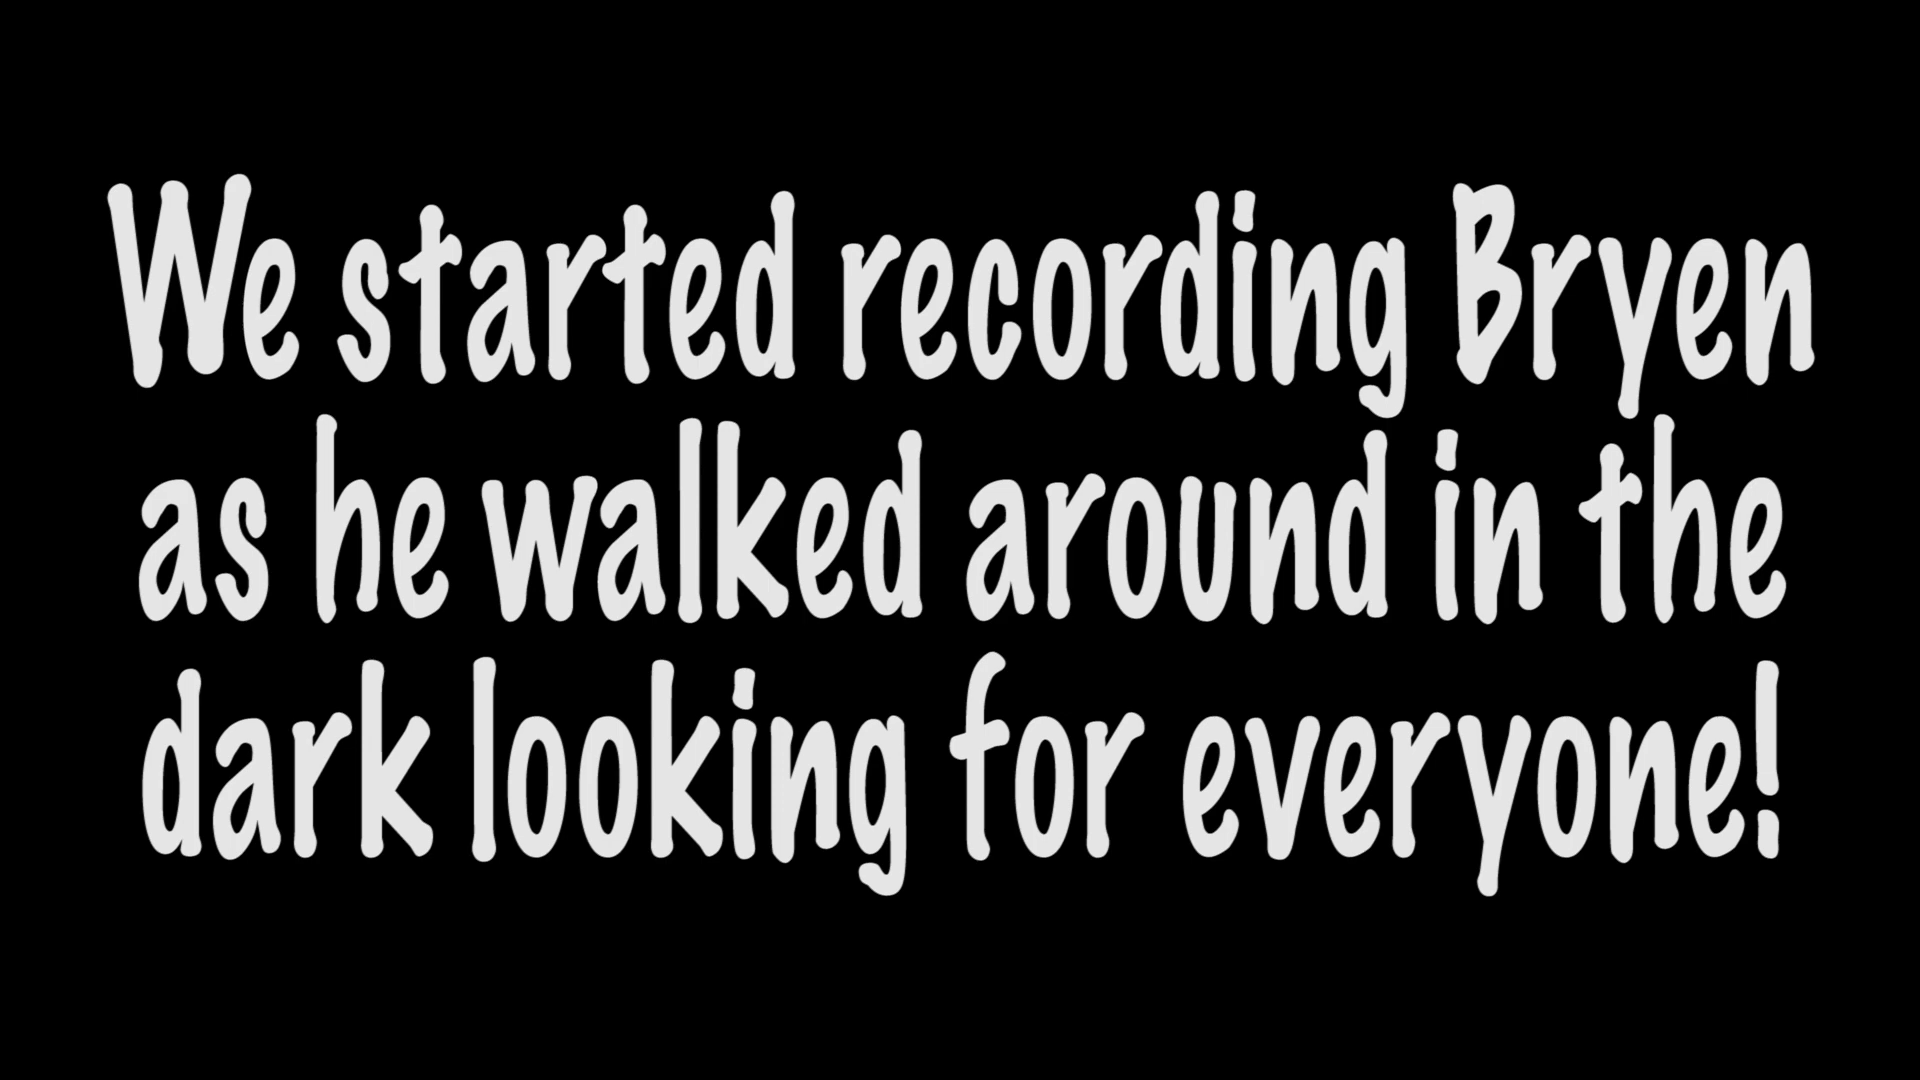 We started recording Bryen
as he walked around in the
dark looking for everyone!